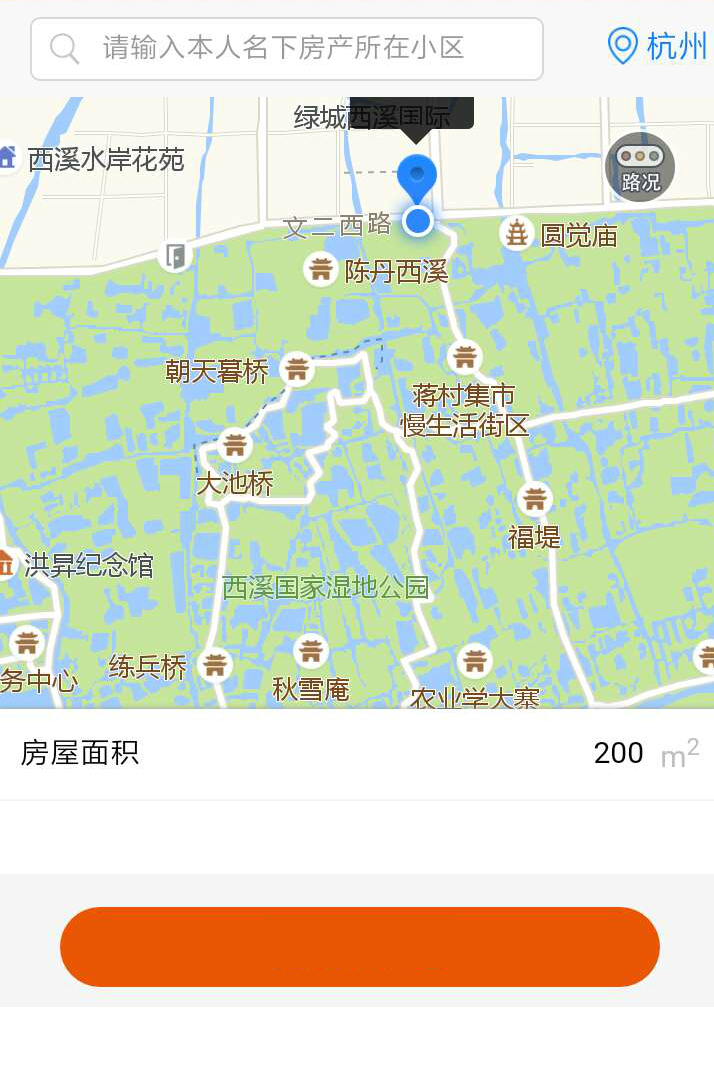 请输入本人名下房产所在小区
杭州
绿城西溪国际
西溪水岸花苑
路况
文二西路
圆觉庙
陈丹西溪
朝天暮桥
蒋村集市
慢生活街区
大池桥
福堤
洪昇纪念馆
西溪国家湿地公园
练兵桥
务中心
秋雪庵
农业学大寨
房屋面积
200 m²